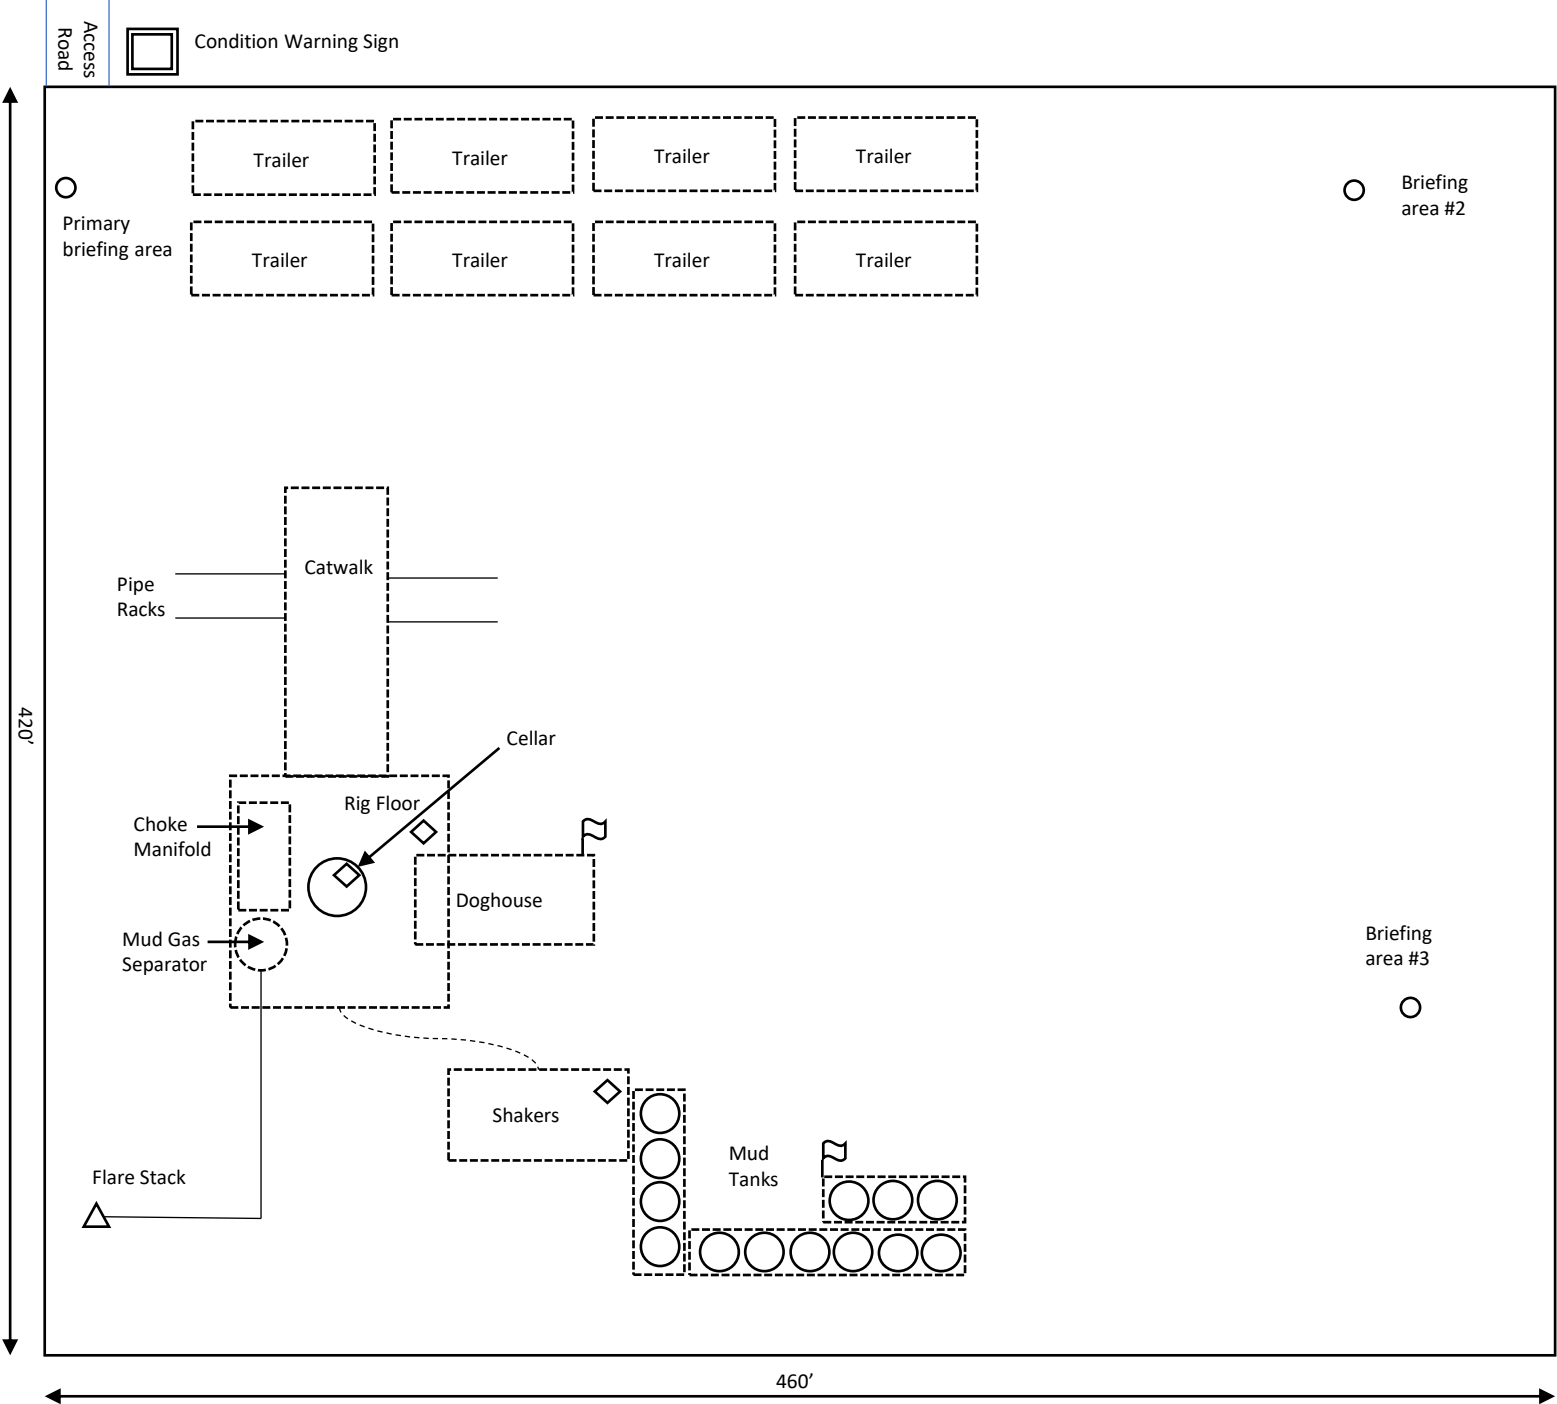 Access
Road
Condition Warning Sign
Trailer
Trailer
Trailer
Trailer
Briefing
area #2
Primary
briefing area
Trailer
Trailer
Trailer
Trailer
Catwalk
Pipe
Racks
420’
Cellar
Rig Floor
Choke
Manifold
Doghouse
Mud Gas
Separator
Briefing
area #3
Shakers
Mud
Tanks
Flare Stack
460’